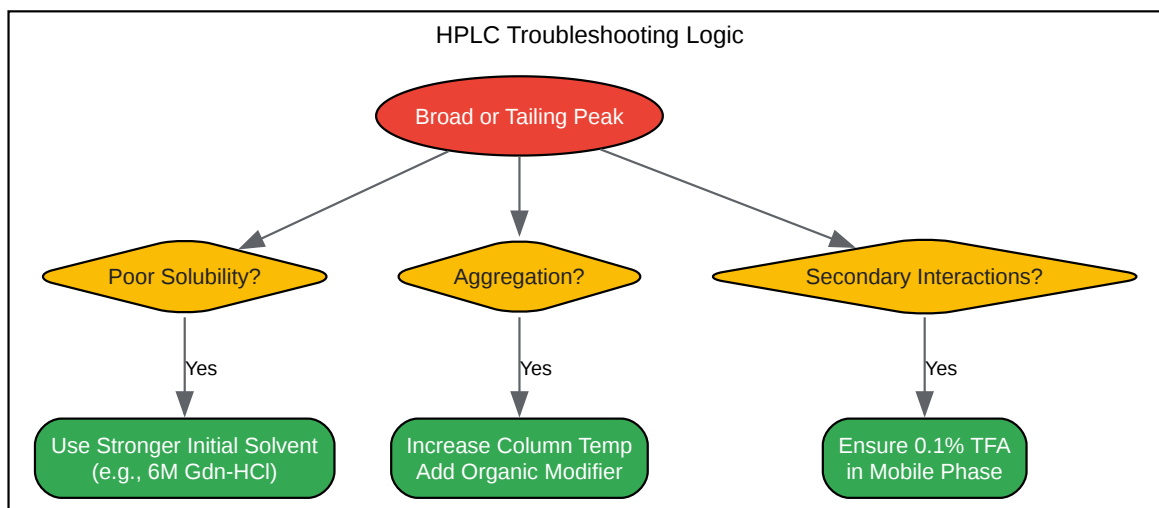 HPLC Troubleshooting Logic
Broad or Tailing Peak
Poor Solubility?
Aggregation?
Secondary Interactions?
Yes
Yes
Yes
Use Stronger Initial Solvent
(e.g., 6M Gdn-HCl)
Increase Column Temp
Add Organic Modifier
Ensure 0.1% TFA
in Mobile Phase